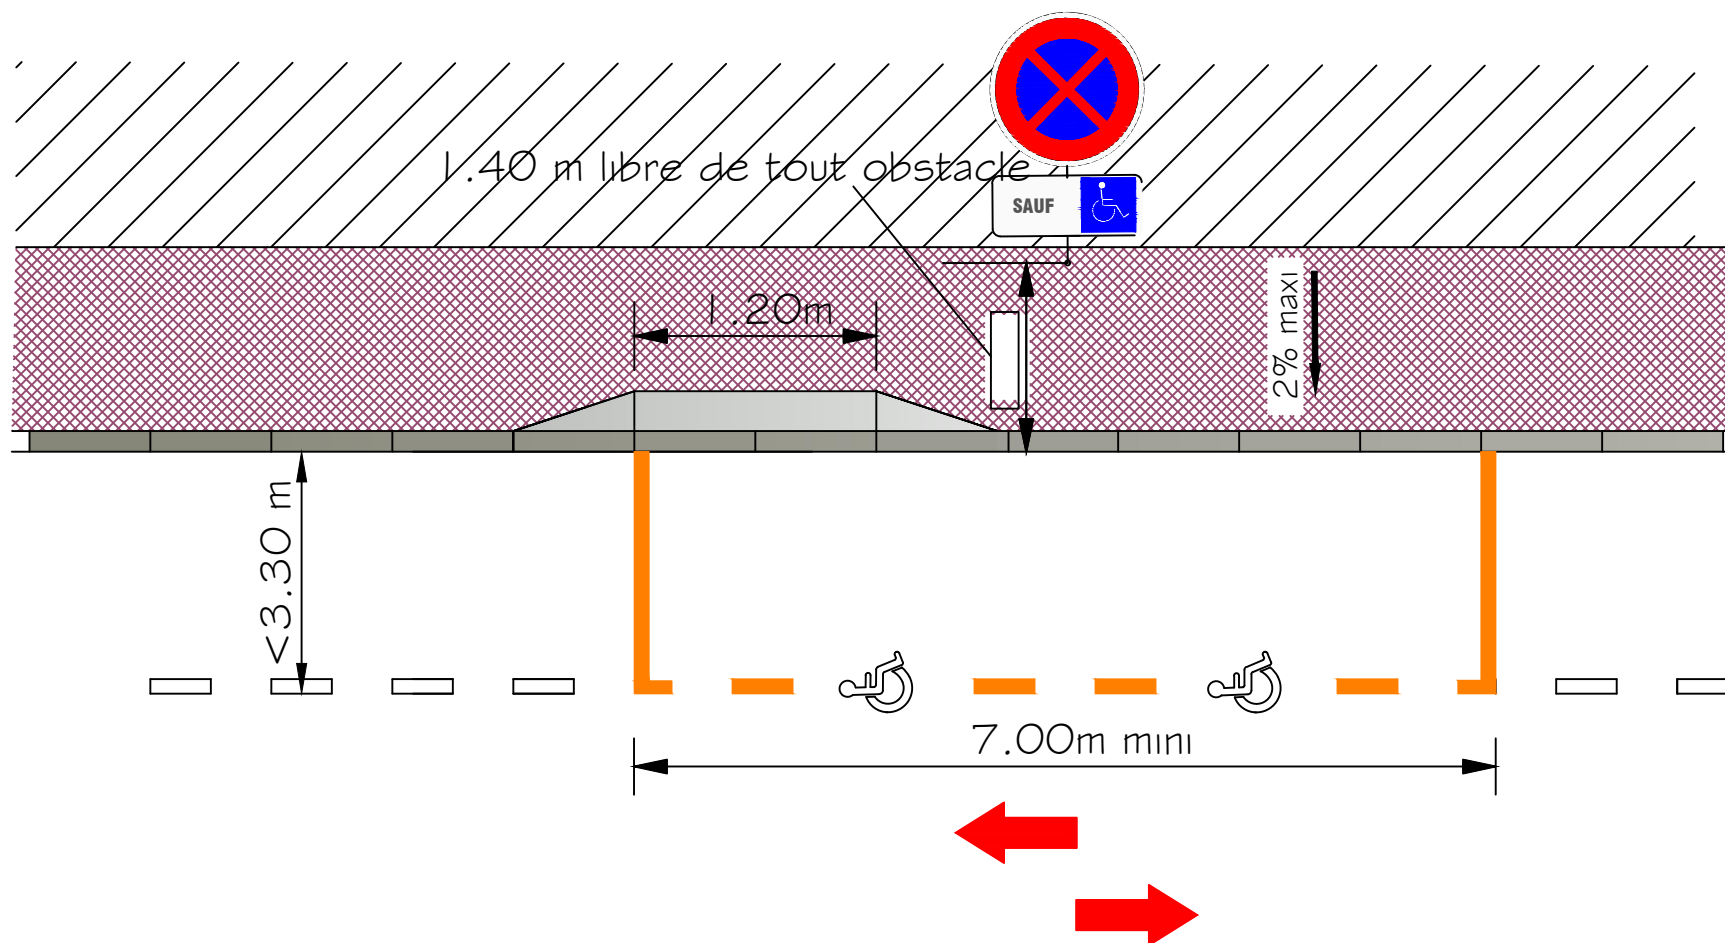 1.40 m libre de tout obstacle
SAUF
1.20m
2% maxi
<3.30 m
7.00m mini